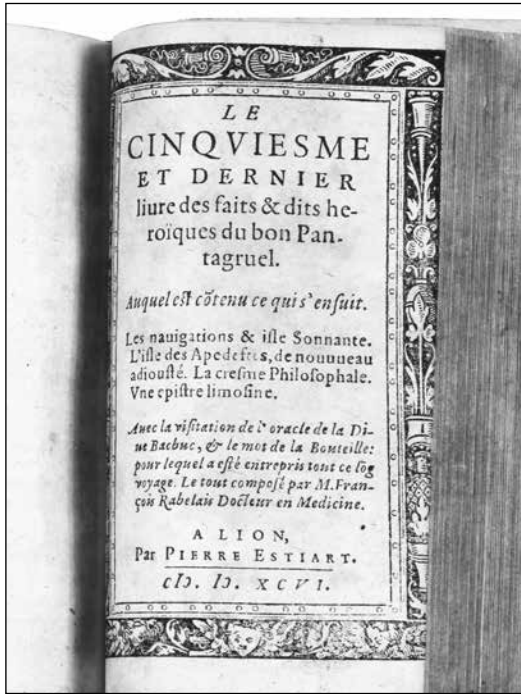 LE
CINQVIESME
ET DERNIER
liure des faits & dits he-
roïques du bon Pan-
tagruel.
Auquel est cõtenu ce qui s'ensuit.
Les nauigations & isle Sonnante.
L'isle des Apedeftes, de nouuueau
adiousté. La cresme Philosophale.
Vne epistre limosine.
Auec la visitation de l'oracle de la Di-
ue Bacbuc, & le mot de la Bouteille:
pour lequel a esté entrepris tout ce lõg
voyage. Le tout composé par M. Fran-
çois Rabelais Docteur en Medicine.
A LION,
Par PIERRE ESTIART.
cIↃ. IↃ. XCVI.